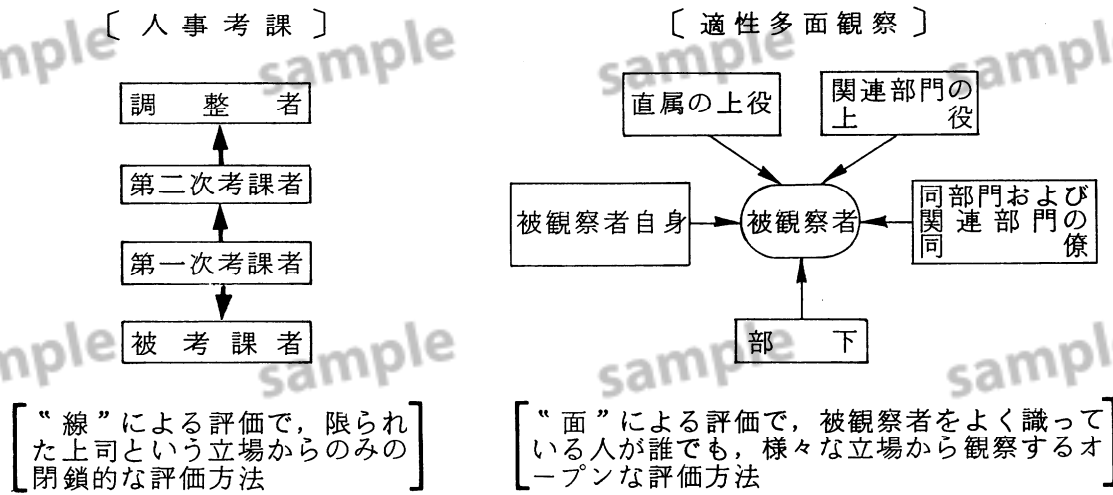 〔人事考課〕
調整者
第二次考課者
第一次考課者
被考課者
〝線〟による評価で，限られ
た上司という立場からのみの
閉鎖的な評価方法
〔適性多面観察〕
直属の上役
関連部門の
上役
被観察者自身
被観察者
同部門および
関連部門の
同僚
部下
〝面〟による評価で，被観察者をよく識って
いる人が誰でも，様々な立場から観察するオ
ープンな評価方法
sample
sample
sample
sample
sample
sample
sample
sample